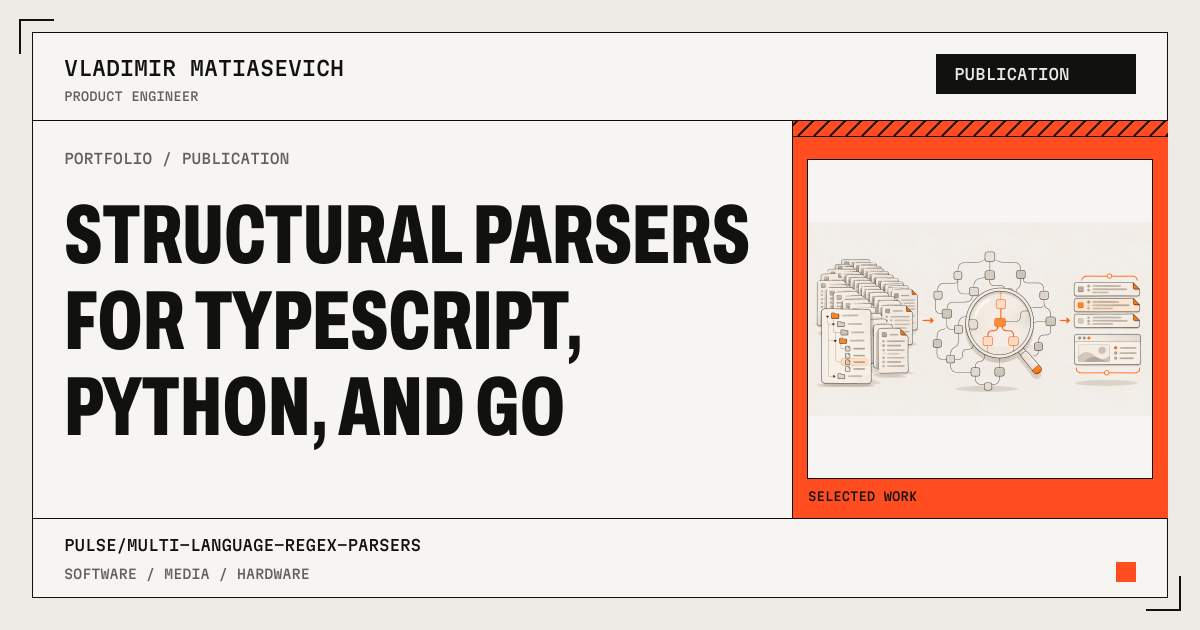 VLADIMIR MATIASEVICH
PRODUCT ENGINEER
PUBLICATION
PORTFOLIO / PUBLICATION
STRUCTURAL PARSERS
FOR TYPESCRIPT,
PYTHON, AND GO
SELECTED WORK
PULSE/MULTI-LANGUAGE-REGEX-PARSERS
SOFTWARE / MEDIA / HARDWARE